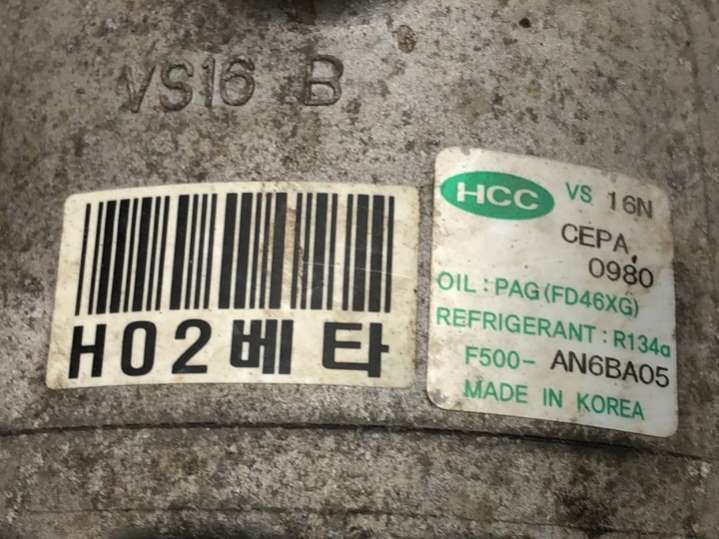 VS16 B
H02베타
HCC VS 16N
CEPA,
0980
OIL : PAG (FD46XG)
REFRIGERANT : R134a
F500- AN6BA05
MADE IN KOREA